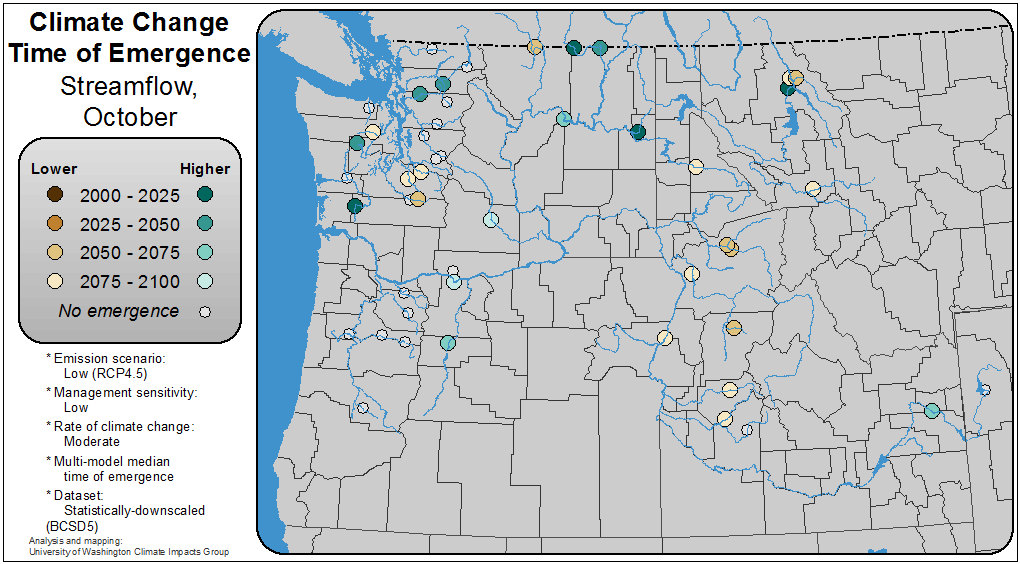 Climate Change
Time of Emergence
Streamflow,
October
Lower Higher
2000 - 2025
2025 - 2050
2050 - 2075
2075 - 2100
No emergence
* Emission scenario:
Low (RCP4.5)
* Management sensitivity:
Low
* Rate of climate change:
Moderate
* Multi-model median
time of emergence
* Dataset:
Statistically-downscaled
(BCSD5)
Analysis and mapping:
University of Washington Climate Impacts Group